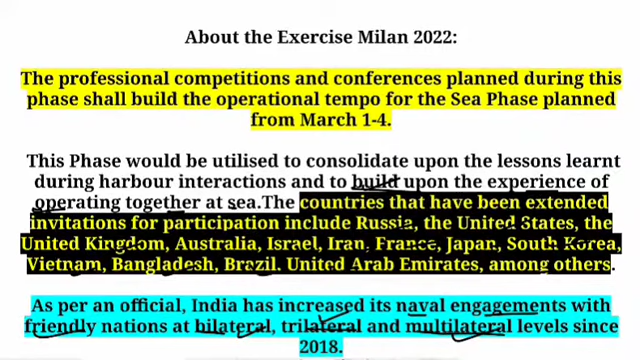 About the Exercise Milan 2022:
The professional competitions and conferences planned during this
phase shall build the operational tempo for the Sea Phase planned
from March 1-4.
This Phase would be utilised to consolidate upon the lessons learnt
during harbour interactions and to build upon the experience of
operating together at sea.The countries that have been extended
invitations for participation include Russia, the United States, the
United Kingdom, Australia, Israel, Iran, France, Japan, South Korea,
Vietnam, Bangladesh, Brazil. United Arab Emirates, among others.
As per an official, India has increased its naval engagements with
friendly nations at bilateral, trilateral and multilateral levels since
2018.